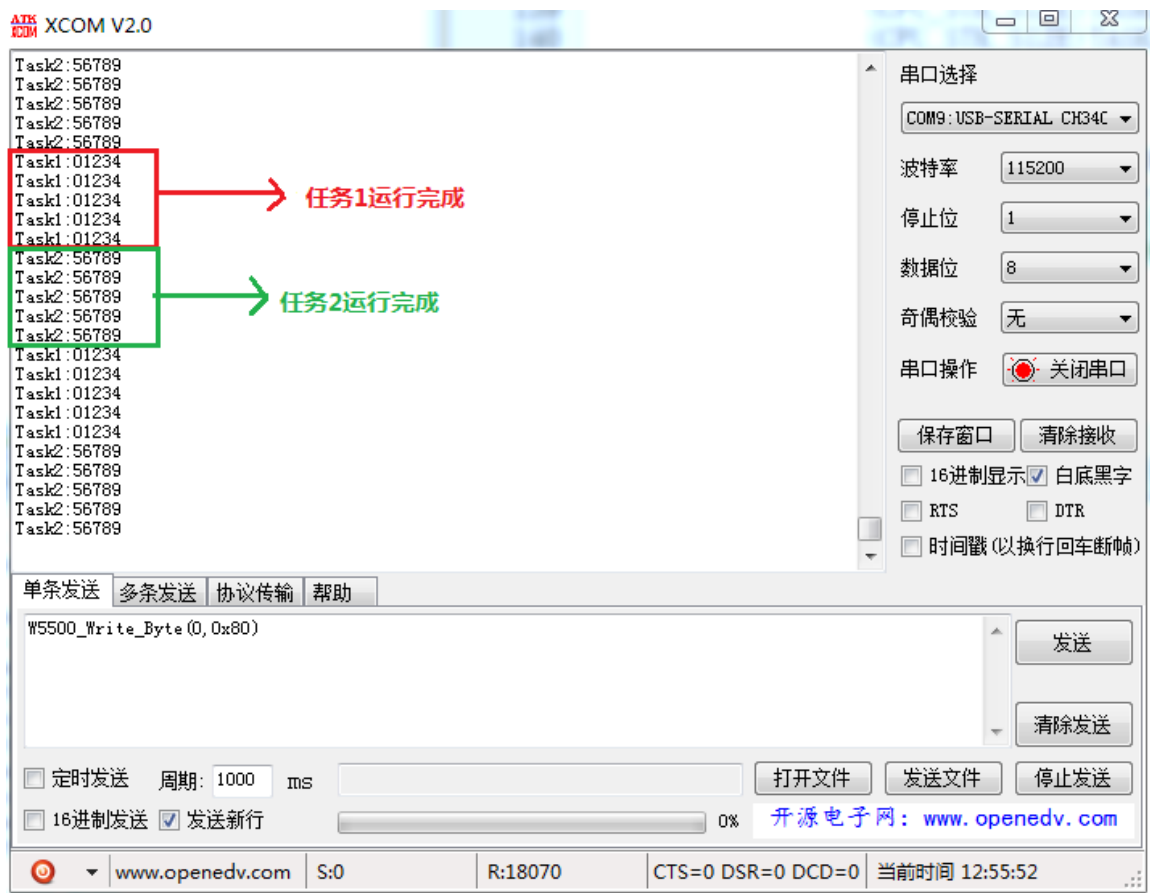 XCOM V2.0
Task2:56789
Task2:56789
Task2:56789
Task2:56789
Task2:56789
Task1:01234
Task1:01234
Task1:01234
Task1:01234
Task1:01234
Task2:56789
Task2:56789
Task2:56789
Task2:56789
Task2:56789
Task1:01234
Task1:01234
Task1:01234
Task1:01234
Task1:01234
Task2:56789
Task2:56789
Task2:56789
Task2:56789
Task2:56789
任务1运行完成
任务2运行完成
串口选择
COM9:USB-SERIAL CH34
波特率 115200
停止位 1
数据位 8
奇偶校验 无
串口操作 关闭串口
保存窗口 清除接收
16进制显示 白底黑字
RTS DTR
时间戳(以换行回车断帧)
单条发送 多条发送 协议传输 帮助
W5500_Write_Byte(0,0x80)
发送
清除发送
定时发送 周期: 1000 ms 打开文件 发送文件 停止发送
16进制发送 发送新行 0% 开源电子网: www.openedv.com
www.openedv.com S:0 R:18070 CTS=0 DSR=0 DCD=0 当前时间 12:55:52